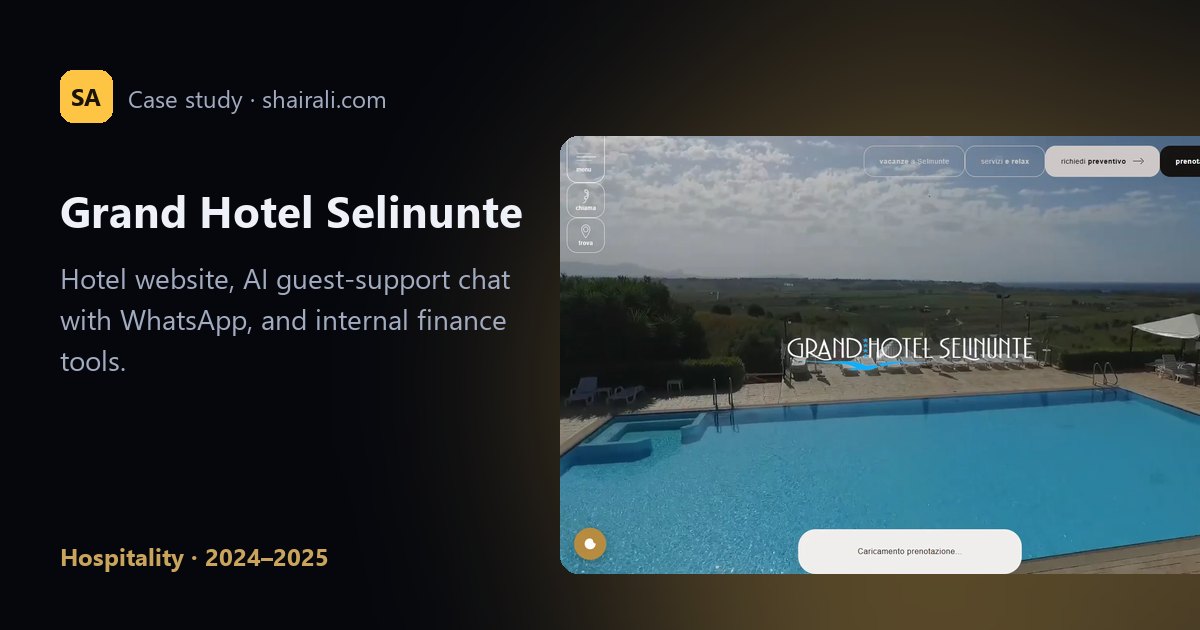 SA
Case study · shairali.com
Grand Hotel Selinunte
Hotel website, AI guest-support chat
with WhatsApp, and internal finance
tools.
Hospitality · 2024–2025
menu
chiama
trova
vacanze a Selinunte
servizi e relax
richiedi preventivo
GRAND HOTEL SELINUNTE
Caricamento prenotazione...